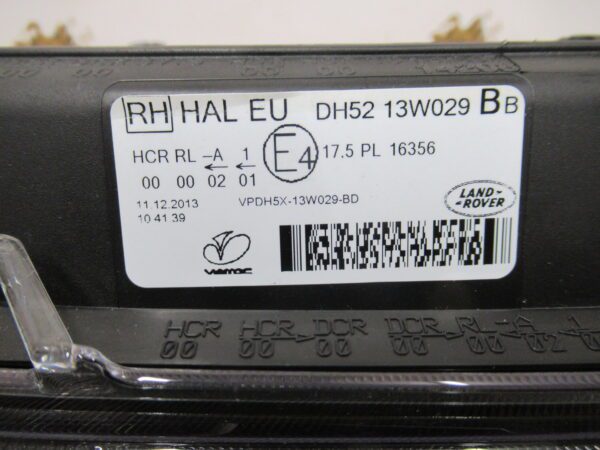 RH HAL EU DH52 13W029 B B
HCR RL –A 1 E4 17.5 PL 16356
00 00 02 01
11.12.2013 VPDH5X-13W029-BD
10:41:39
LAND-
ROVER
HCR HCR DCR DCR RL-A 1
00 00 00 00 00 02 0